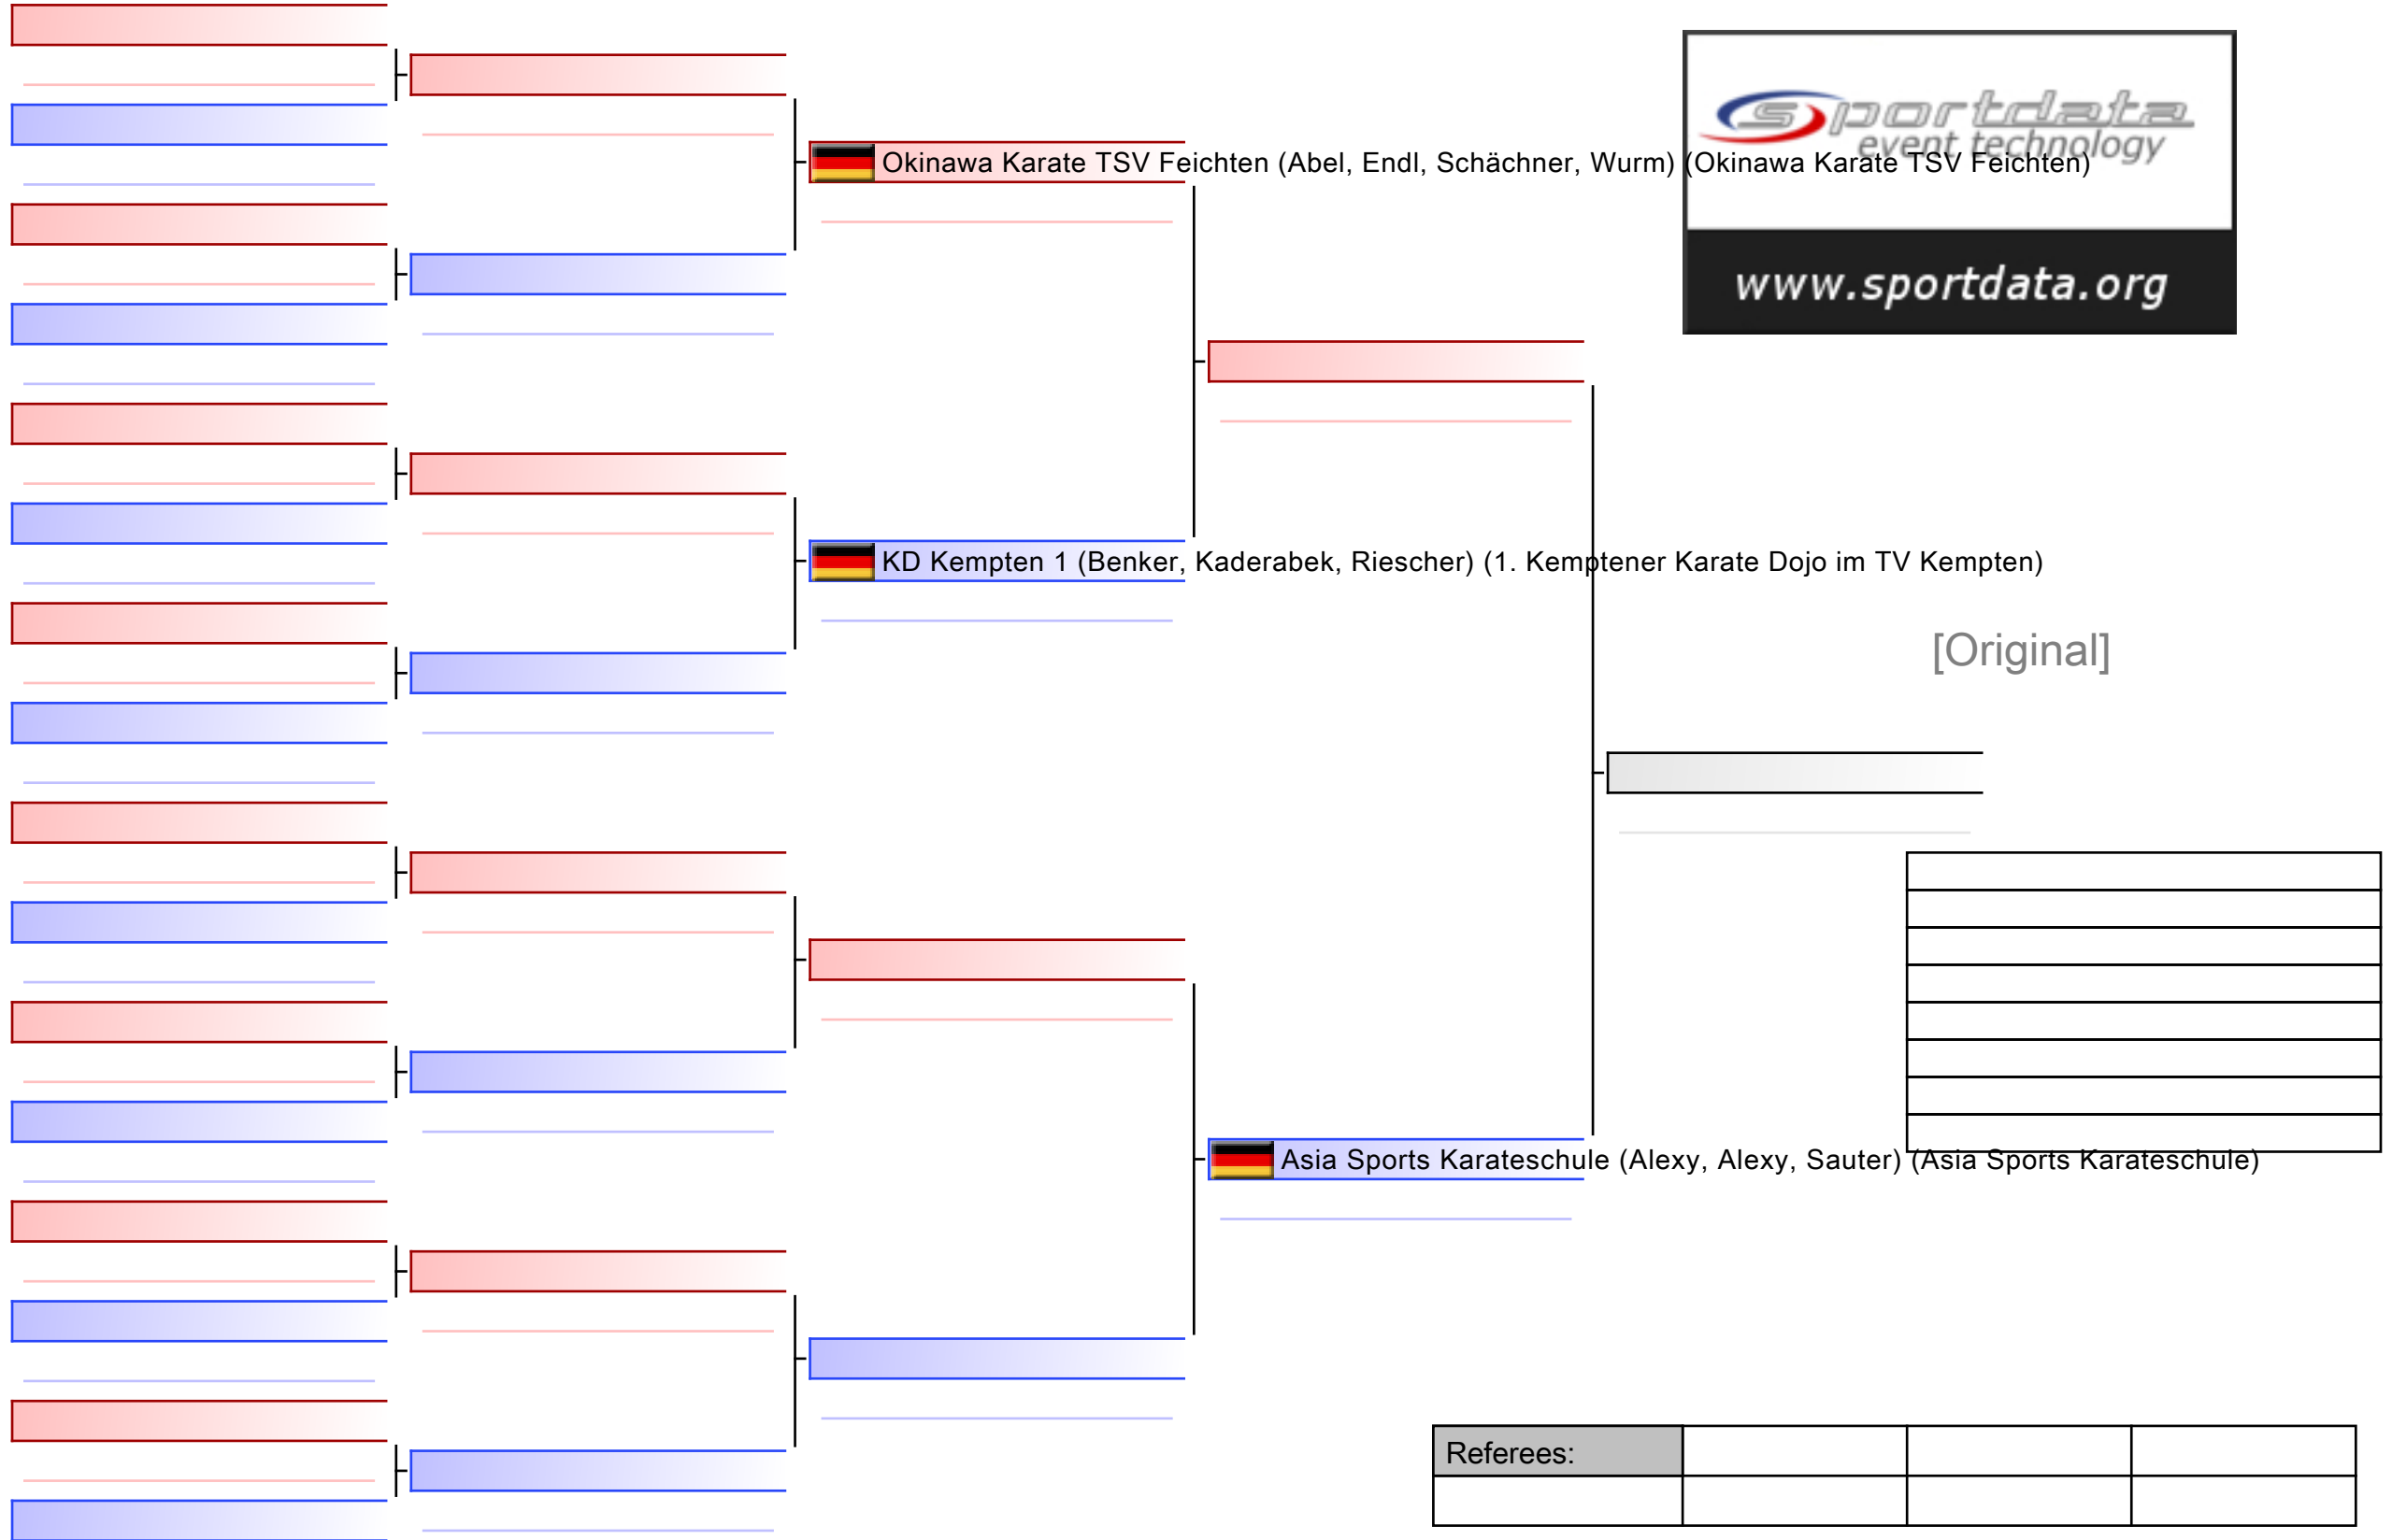 sportdata
event technology
Okinawa Karate TSV Feichten (Abel, Endl, Schächner, Wurm) (Okinawa Karate TSV Feichten)
www.sportdata.org
KD Kempten 1 (Benker, Kaderabek, Riescher) (1. Kemptener Karate Dojo im TV Kempten)
[Original]
Asia Sports Karateschule (Alexy, Alexy, Sauter) (Asia Sports Karateschule)
Referees: